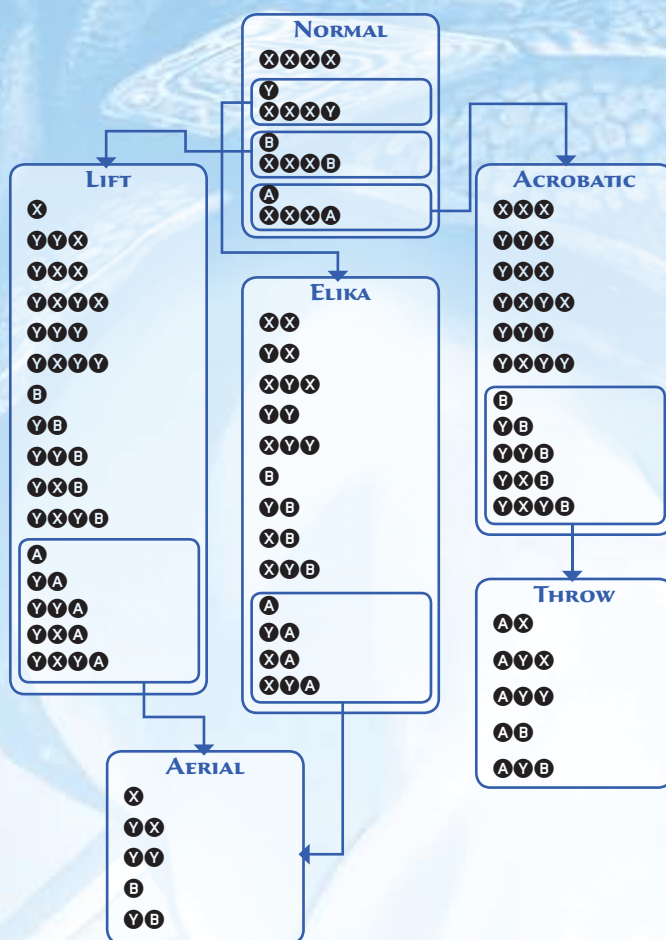 NORMAL
XXXX
Y
XXXY
B
XXXB
A
XXXA
LIFT
X
YYX
YXX
YXYX
YYY
YXYY
B
YB
YYB
YXB
YXYB
A
YA
YYA
YXA
YXYA
ELIKA
XX
YX
XYX
YY
XYY
B
YB
XB
XYB
A
YA
XA
XYA
ACROBATIC
XXX
YYX
YXX
YXYX
YYY
YXYY
B
YB
YYB
YXB
YXYB
THROW
AX
AYX
AYY
AB
AYB
AERIAL
X
YX
YY
B
YB